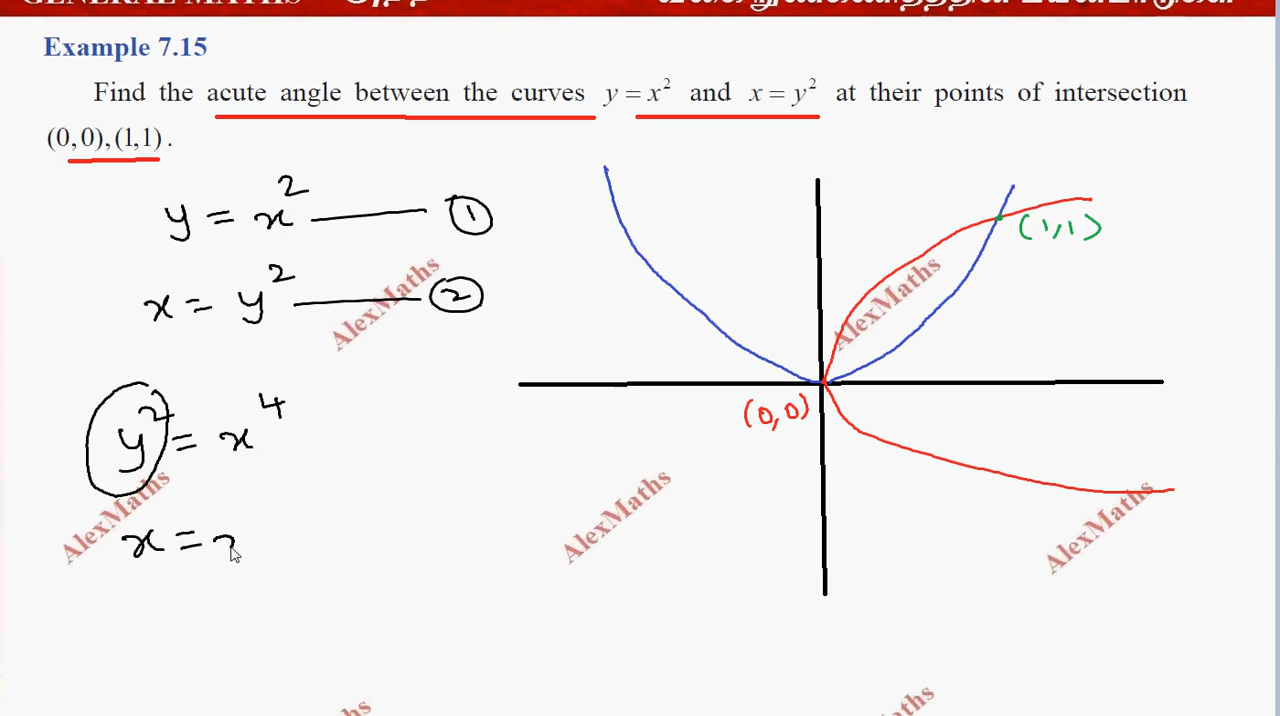 GENERAL MATHS
Example 7.15
Find the acute angle between the curves y = x² and x = y² at their points of intersection
(0,0),(1,1).
y = x² ——— ①
x = y² ——— ②
y² = x⁴
x =
(1,1)
(0,0)
AlexMaths
AlexMaths
AlexMaths
AlexMaths
AlexMaths